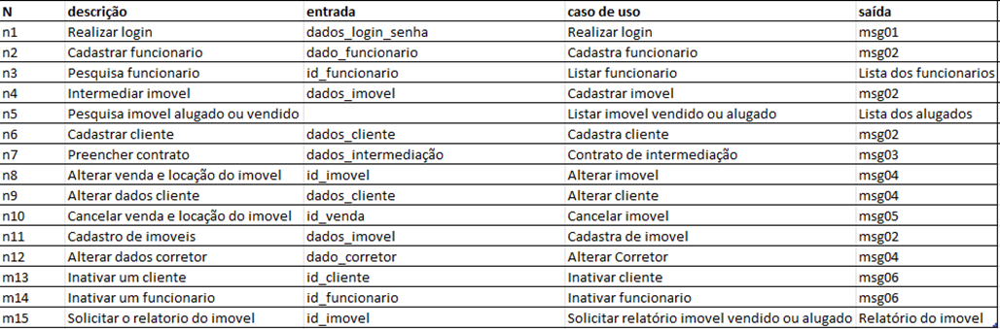 N descrição entrada caso de uso saída
n1 Realizar login dados_login_senha Realizar login msg01
n2 Cadastrar funcionario dado_funcionario Cadastra funcionario msg02
n3 Pesquisa funcionario id_funcionario Listar funcionario Lista dos funcionarios
n4 Intermediar imovel dados_imovel Cadastrar imovel msg02
n5 Pesquisa imovel alugado ou vendido Listar imovel vendido ou alugado Lista dos alugados
n6 Cadastrar cliente dados_cliente Cadastra cliente msg02
n7 Preencher contrato dados_intermediação Contrato de intermediação msg03
n8 Alterar venda e locação do imovel id_imovel Alterar imovel msg04
n9 Alterar dados cliente dados_cliente Alterar cliente msg04
n10 Cancelar venda e locação do imovel id_venda Cancelar imovel msg05
n11 Cadastro de imoveis dados_imovel Cadastra de imovel msg02
n12 Alterar dados corretor dado_corretor Alterar Corretor msg04
m13 Inativar um cliente id_cliente Inativar cliente msg06
m14 Inativar um funcionario id_funcionario Inativar funcionario msg06
m15 Solicitar o relatorio do imovel id_imovel Solicitar relatório imovel vendido ou alugado Relatório do imovel